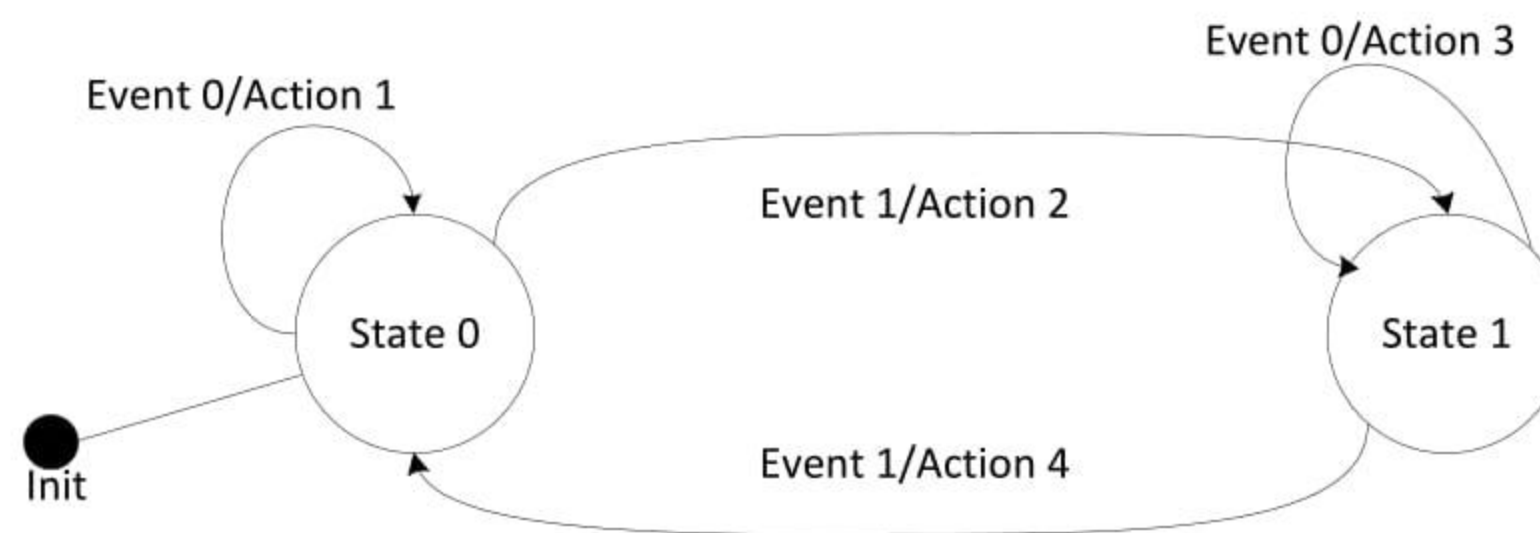 Event 0/Action 3
Event 0/Action 1
Event 1/Action 2
State 0
State 1
Event 1/Action 4
Init